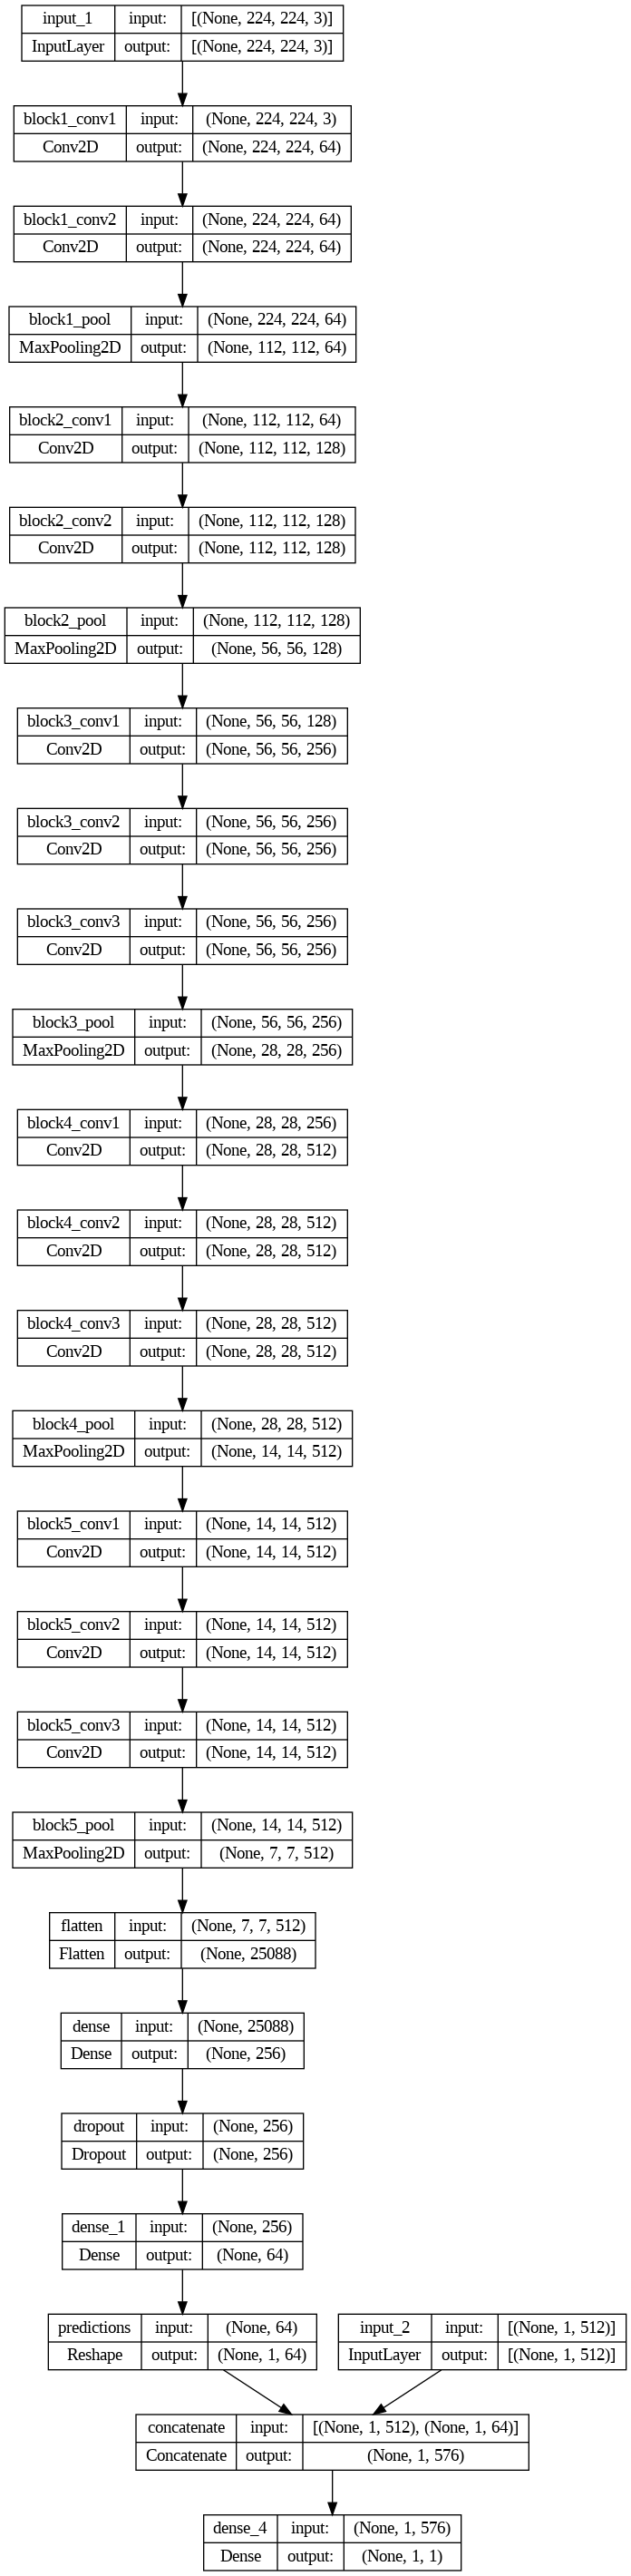 input_1 input: [(None, 224, 224, 3)]
InputLayer output: [(None, 224, 224, 3)]
block1_conv1 input: (None, 224, 224, 3)
Conv2D output: (None, 224, 224, 64)
block1_conv2 input: (None, 224, 224, 64)
Conv2D output: (None, 224, 224, 64)
block1_pool input: (None, 224, 224, 64)
MaxPooling2D output: (None, 112, 112, 64)
block2_conv1 input: (None, 112, 112, 64)
Conv2D output: (None, 112, 112, 128)
block2_conv2 input: (None, 112, 112, 128)
Conv2D output: (None, 112, 112, 128)
block2_pool input: (None, 112, 112, 128)
MaxPooling2D output: (None, 56, 56, 128)
block3_conv1 input: (None, 56, 56, 128)
Conv2D output: (None, 56, 56, 256)
block3_conv2 input: (None, 56, 56, 256)
Conv2D output: (None, 56, 56, 256)
block3_conv3 input: (None, 56, 56, 256)
Conv2D output: (None, 56, 56, 256)
block3_pool input: (None, 56, 56, 256)
MaxPooling2D output: (None, 28, 28, 256)
block4_conv1 input: (None, 28, 28, 256)
Conv2D output: (None, 28, 28, 512)
block4_conv2 input: (None, 28, 28, 512)
Conv2D output: (None, 28, 28, 512)
block4_conv3 input: (None, 28, 28, 512)
Conv2D output: (None, 28, 28, 512)
block4_pool input: (None, 28, 28, 512)
MaxPooling2D output: (None, 14, 14, 512)
block5_conv1 input: (None, 14, 14, 512)
Conv2D output: (None, 14, 14, 512)
block5_conv2 input: (None, 14, 14, 512)
Conv2D output: (None, 14, 14, 512)
block5_conv3 input: (None, 14, 14, 512)
Conv2D output: (None, 14, 14, 512)
block5_pool input: (None, 14, 14, 512)
MaxPooling2D output: (None, 7, 7, 512)
flatten input: (None, 7, 7, 512)
Flatten output: (None, 25088)
dense input: (None, 25088)
Dense output: (None, 256)
dropout input: (None, 256)
Dropout output: (None, 256)
dense_1 input: (None, 256)
Dense output: (None, 64)
predictions input: (None, 64)
Reshape output: (None, 1, 64)
input_2 input: [(None, 1, 512)]
InputLayer output: [(None, 1, 512)]
concatenate input: [(None, 1, 512), (None, 1, 64)]
Concatenate output: (None, 1, 576)
dense_4 input: (None, 1, 576)
Dense output: (None, 1, 1)